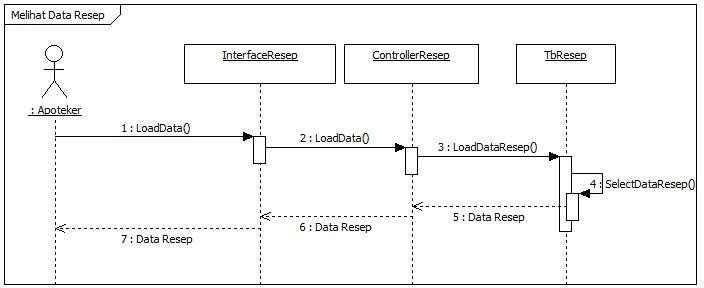 Melihat Data Resep
InterfaceResep
ControllerResep
TbResep
: Apoteker
1 : LoadData()
2 : LoadData()
3 : LoadDataResep()
4 : SelectDataResep()
5 : Data Resep
6 : Data Resep
7 : Data Resep